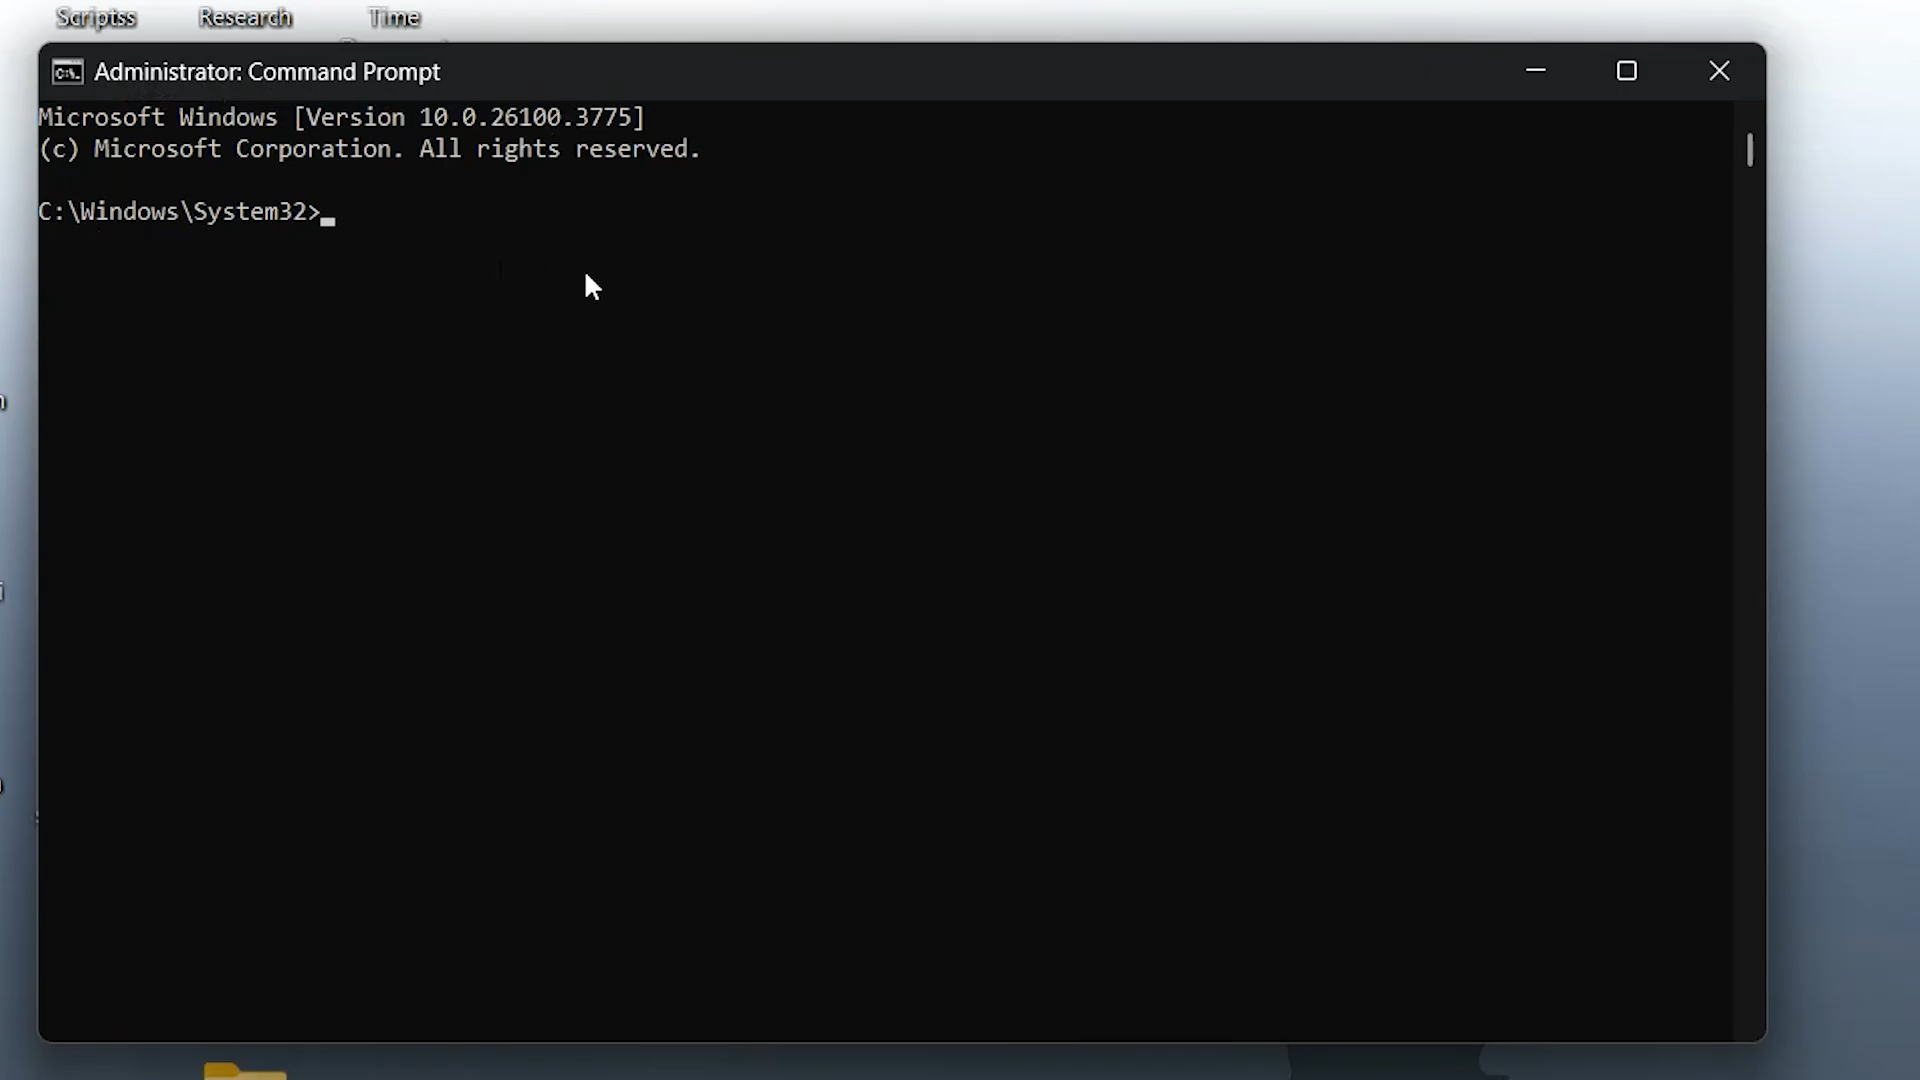 Scriptss Research Time
Administrator: Command Prompt
Microsoft Windows [Version 10.0.26100.3775]
(c) Microsoft Corporation. All rights reserved.
C:\Windows\System32>